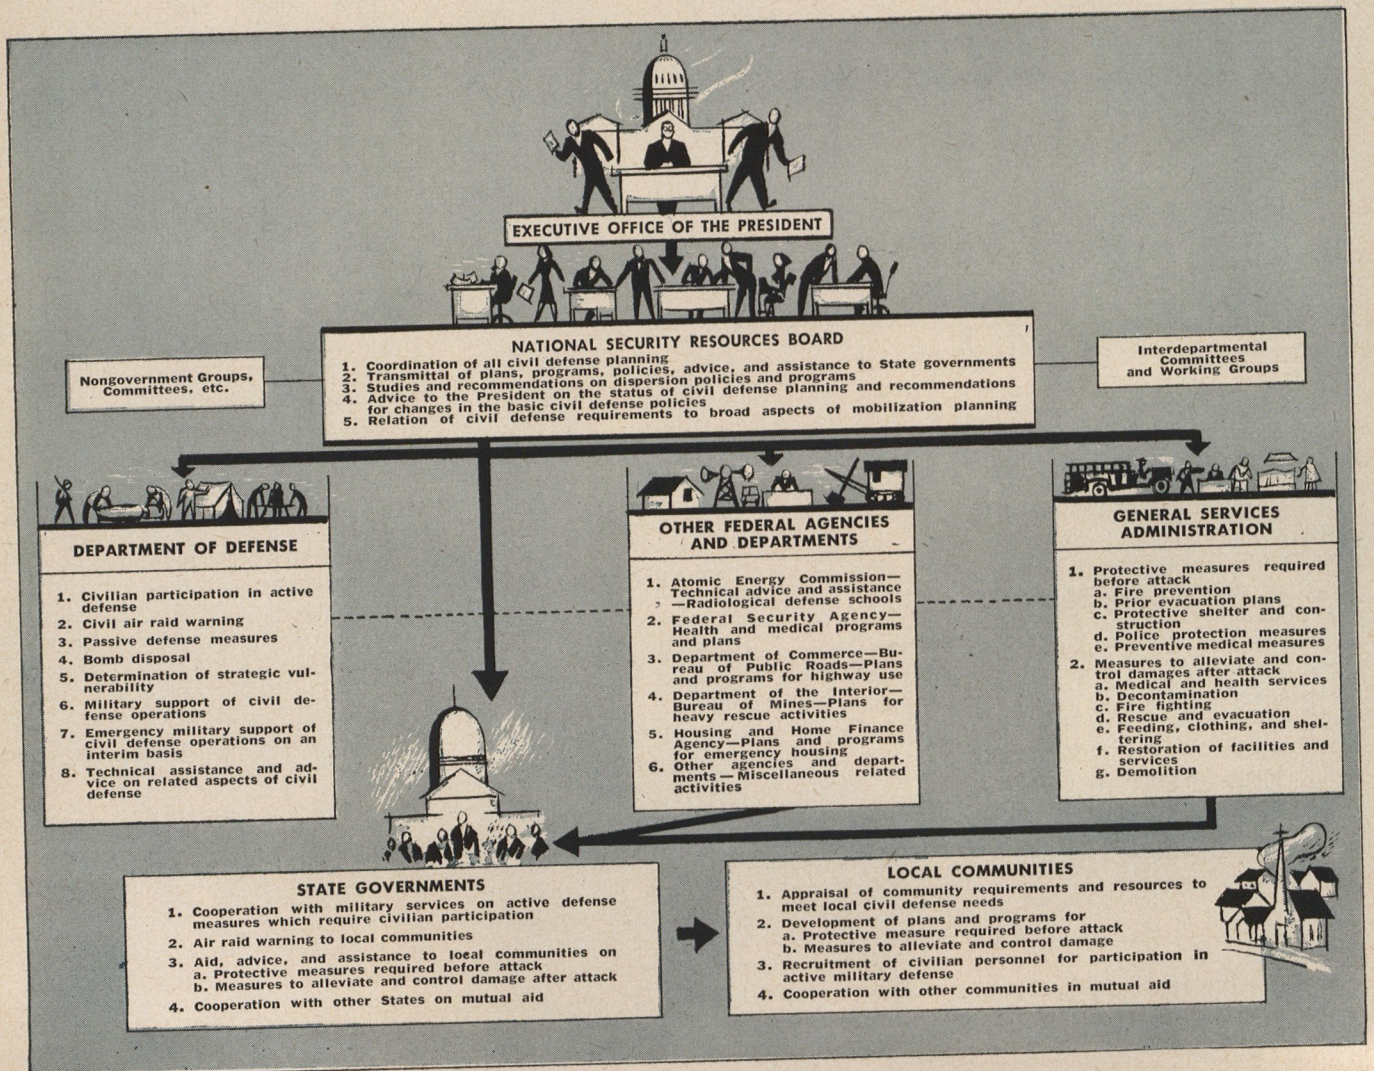 EXECUTIVE OFFICE OF THE PRESIDENT
NATIONAL SECURITY RESOURCES BOARD
1. Coordination of all civil defense planning
2. Transmittal of plans, programs, policies, advice, and assistance to State governments
3. Studies and recommendations on dispersion policies and programs
4. Advice to the President on the status of civil defense planning and recommendations
for changes in the basic civil defense policies
5. Relation of civil defense requirements to broad aspects of mobilization planning
Nongovernment Groups,
Committees, etc.
Interdepartmental
Committees
and Working Groups
DEPARTMENT OF DEFENSE
1. Civilian participation in active
defense
2. Civil air raid warning
3. Passive defense measures
4. Bomb disposal
5. Determination of strategic vul-
nerability
6. Military support of civil de-
fense operations
7. Emergency military support of
civil defense operations on an
interim basis
8. Technical assistance and ad-
vice on related aspects of civil
defense
OTHER FEDERAL AGENCIES
AND DEPARTMENTS
1. Atomic Energy Commission—
Technical advice and assistance
—Radiological defense schools
2. Federal Security Agency—
Health and medical programs
and plans
3. Department of Commerce—Bu-
reau of Public Roads—Plans
and programs for highway use
4. Department of the Interior—
Bureau of Mines—Plans for
heavy rescue activities
5. Housing and Home Finance
Agency—Plans and programs
for emergency housing
6. Other agencies and depart-
ments—Miscellaneous related
activities
GENERAL SERVICES
ADMINISTRATION
1. Protective measures required
before attack
a. Fire prevention
b. Prior evacuation plans
c. Protective shelter and con-
struction
d. Police protection measures
e. Preventive medical measures
2. Measures to alleviate and con-
trol damages after attack
a. Medical and health services
b. Decontamination
c. Fire fighting
d. Rescue and evacuation
e. Feeding, clothing, and shel-
tering
f. Restoration of facilities and
services
g. Demolition
STATE GOVERNMENTS
1. Cooperation with military services on active defense
measures which require civilian participation
2. Air raid warning to local communities
3. Aid, advice, and assistance to local communities on
a. Protective measures required before attack
b. Measures to alleviate and control damage after attack
4. Cooperation with other States on mutual aid
LOCAL COMMUNITIES
1. Appraisal of community requirements and resources to
meet local civil defense needs
2. Development of plans and programs for
a. Protective measure required before attack
b. Measures to alleviate and control damage
3. Recruitment of civilian personnel for participation in
active military defense
4. Cooperation with other communities in mutual aid